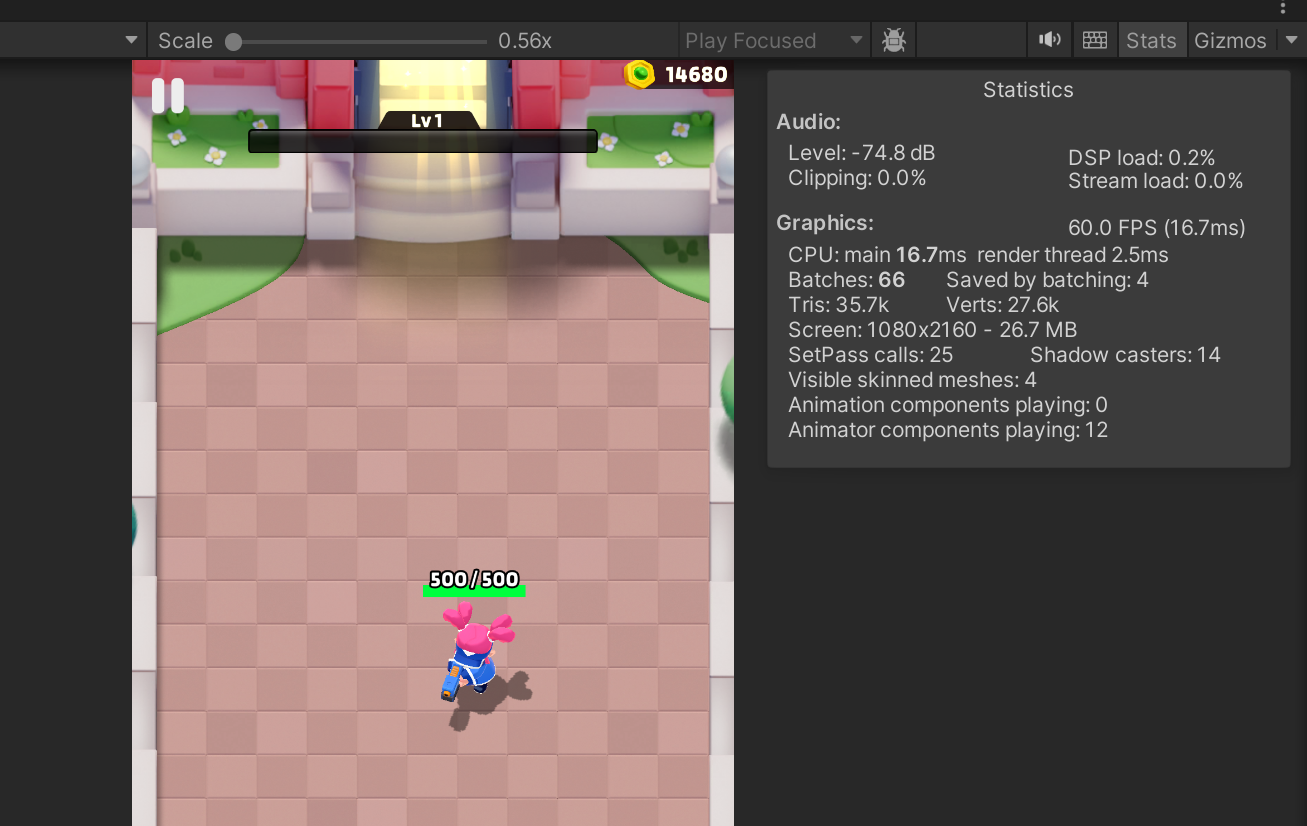 Scale 0.56x Play Focused Stats Gizmos
14680
Lv 1
500/500
Statistics
Audio:
Level: -74.8 dB DSP load: 0.2%
Clipping: 0.0% Stream load: 0.0%
Graphics: 60.0 FPS (16.7ms)
CPU: main 16.7ms render thread 2.5ms
Batches: 66 Saved by batching: 4
Tris: 35.7k Verts: 27.6k
Screen: 1080x2160 - 26.7 MB
SetPass calls: 25 Shadow casters: 14
Visible skinned meshes: 4
Animation components playing: 0
Animator components playing: 12